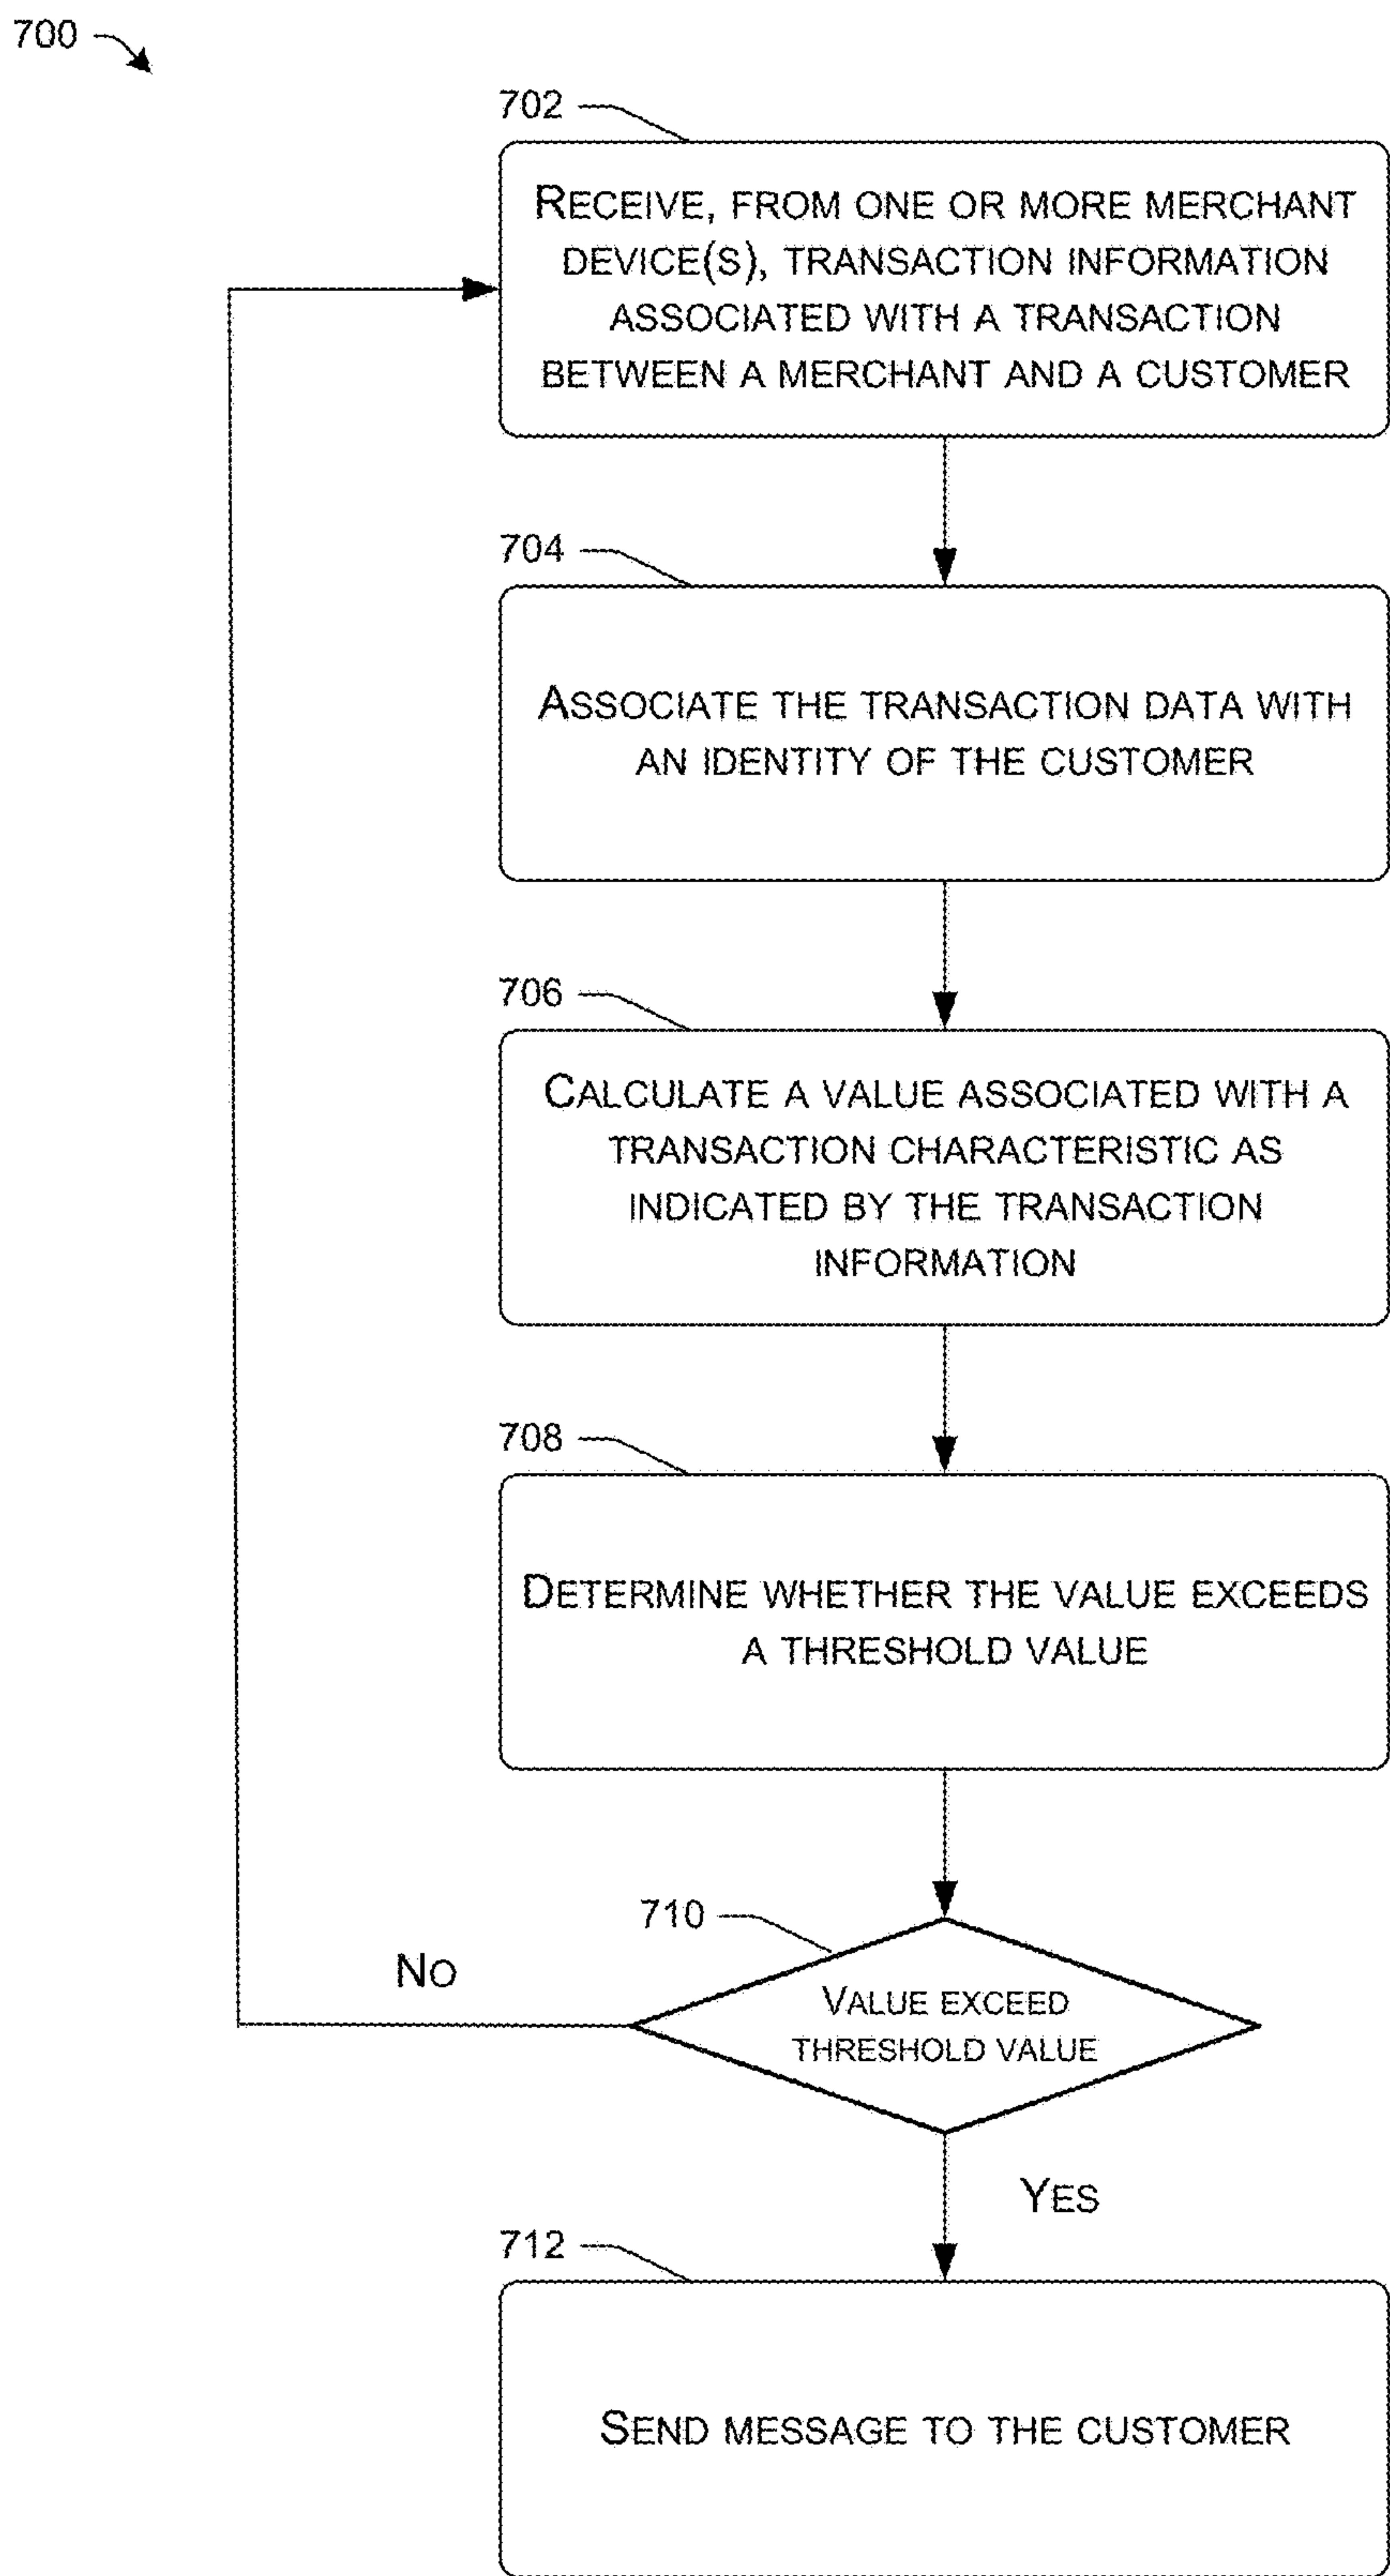 700
702
RECEIVE, FROM ONE OR MORE MERCHANT
DEVICE(S), TRANSACTION INFORMATION
ASSOCIATED WITH A TRANSACTION
BETWEEN A MERCHANT AND A CUSTOMER
704
ASSOCIATE THE TRANSACTION DATA WITH
AN IDENTITY OF THE CUSTOMER
706
CALCULATE A VALUE ASSOCIATED WITH A
TRANSACTION CHARACTERISTIC AS
INDICATED BY THE TRANSACTION
INFORMATION
708
DETERMINE WHETHER THE VALUE EXCEEDS
A THRESHOLD VALUE
710
NO
VALUE EXCEED
THRESHOLD VALUE
YES
712
SEND MESSAGE TO THE CUSTOMER